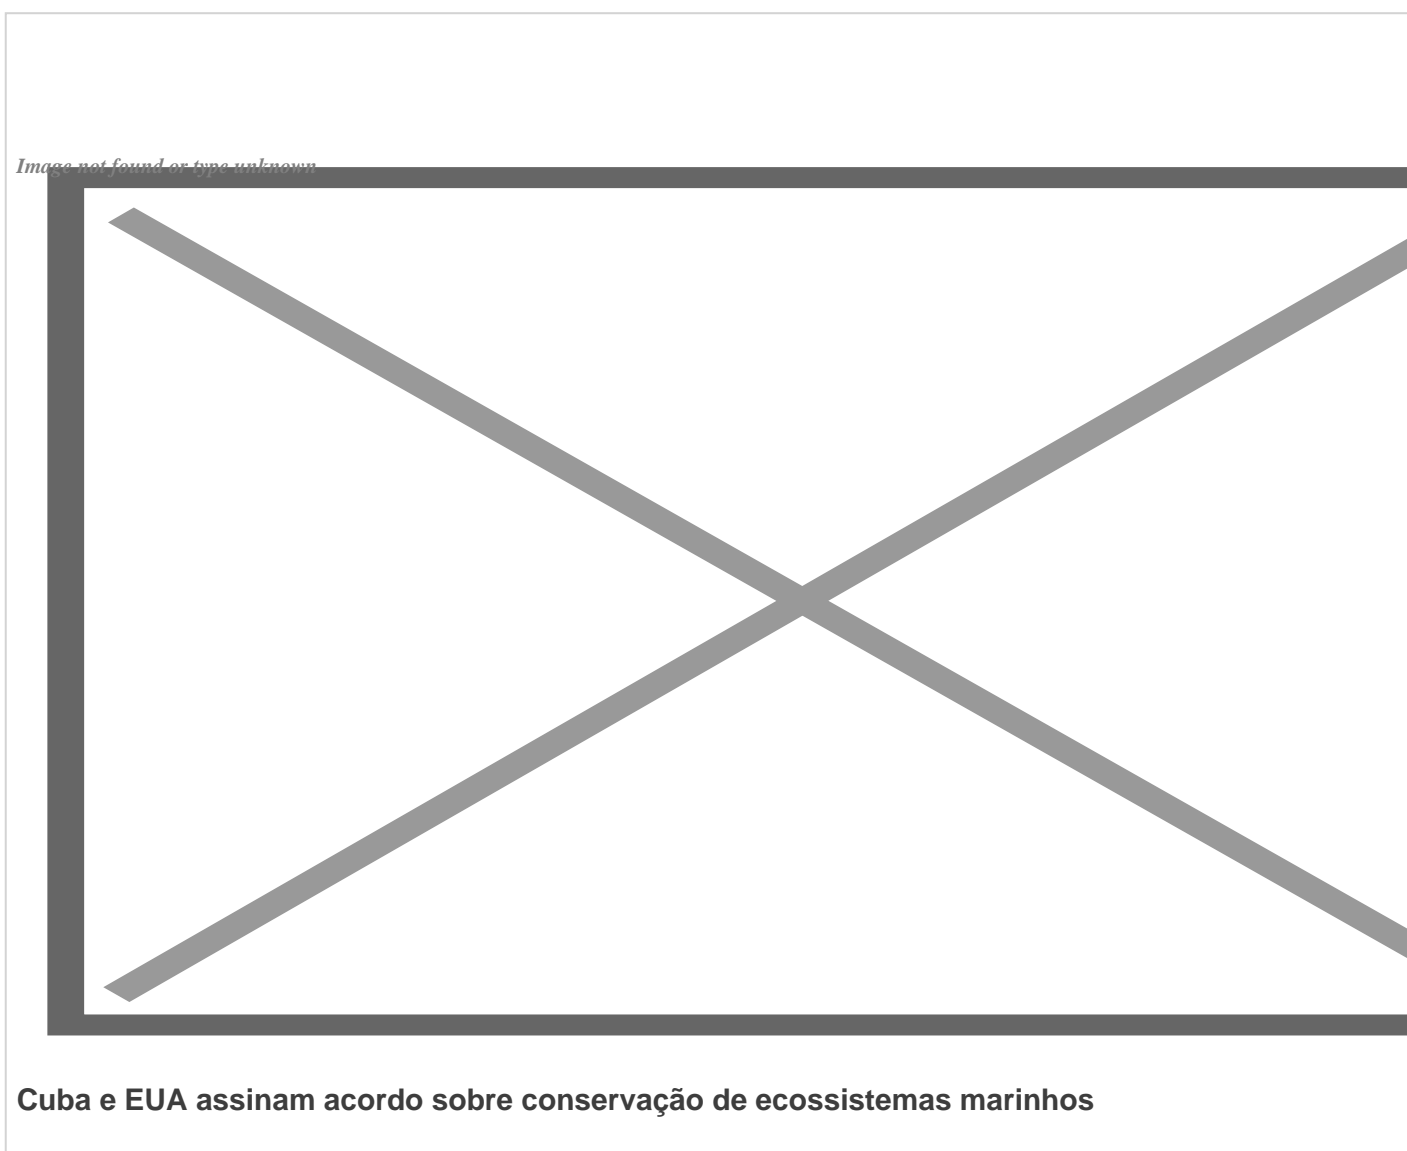 Image not found or type unknown
Cuba e EUA assinam acordo sobre conservação de ecossistemas marinhos